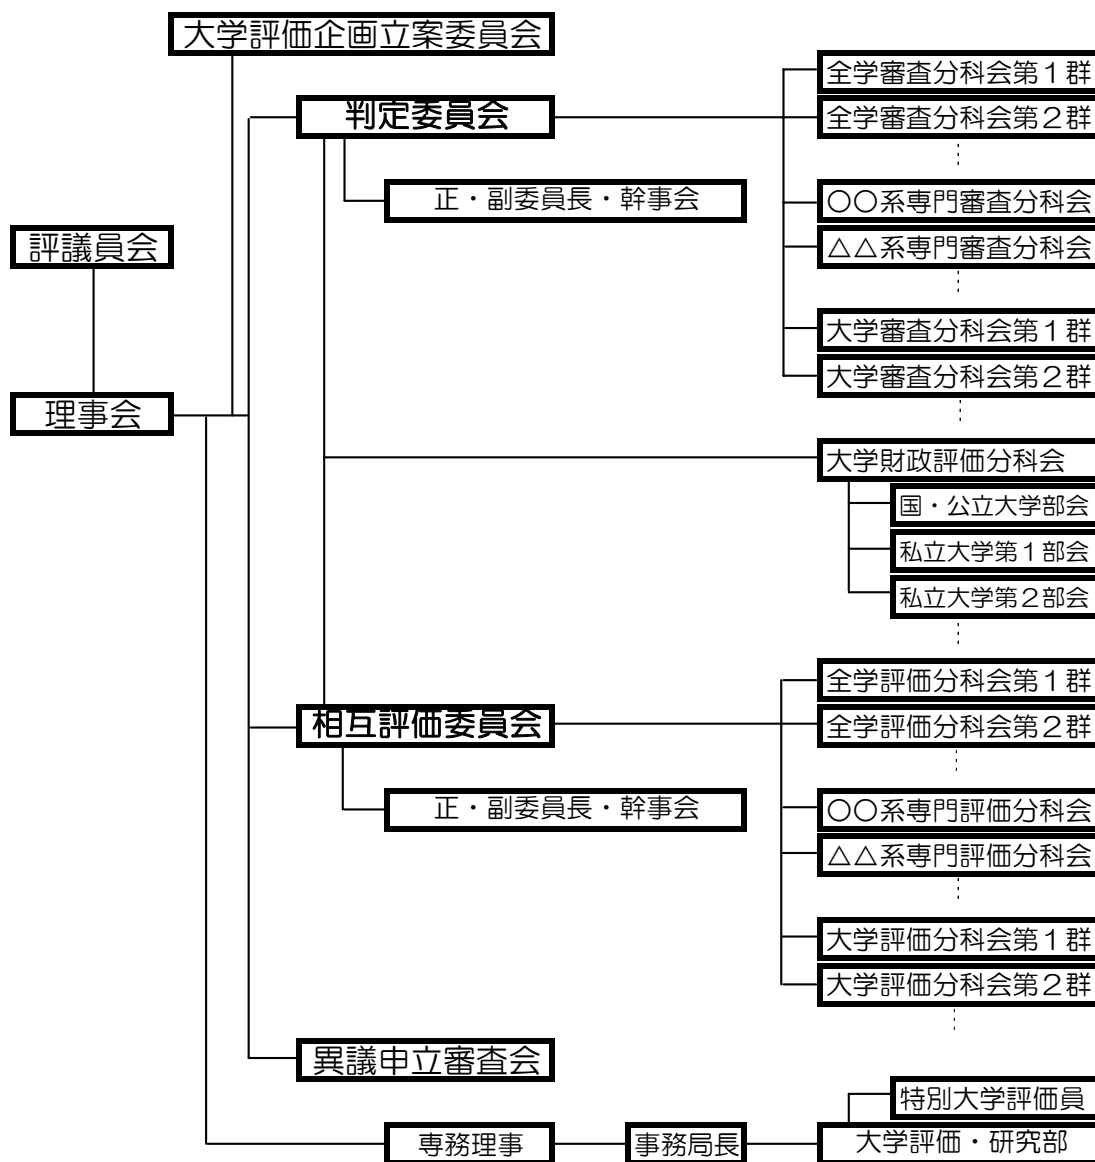 大学評価企画立案委員会
判定委員会
正・副委員長・幹事会
評議員会
理事会
全学審査分科会第１群
全学審査分科会第２群
〇〇系専門審査分科会
△△系専門審査分科会
大学審査分科会第１群
大学審査分科会第２群
大学財政評価分科会
国・公立大学部会
私立大学第１部会
私立大学第２部会
相互評価委員会
正・副委員長・幹事会
全学評価分科会第１群
全学評価分科会第２群
〇〇系専門評価分科会
△△系専門評価分科会
大学評価分科会第１群
大学評価分科会第２群
異議申立審査会
特別大学評価員
専務理事
事務局長
大学評価・研究部